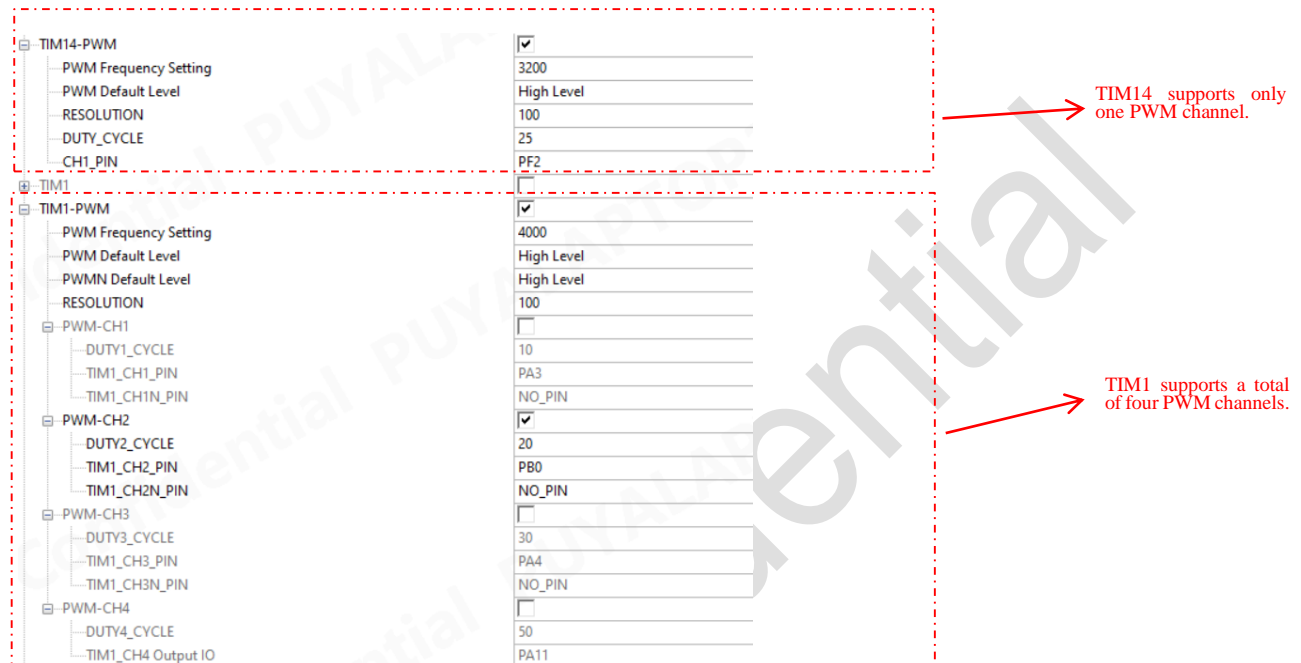 TIM14-PWM
PWM Frequency Setting 3200
PWM Default Level High Level
RESOLUTION 100
DUTY_CYCLE 25
CH1_PIN PF2
TIM14 supports only
one PWM channel.
TIM1
TIM1-PWM
PWM Frequency Setting 4000
PWM Default Level High Level
PWMN Default Level High Level
RESOLUTION 100
PWM-CH1
DUTY1_CYCLE 10
TIM1_CH1_PIN PA3
TIM1_CH1N_PIN NO_PIN
TIM1 supports a total
of four PWM channels.
PWM-CH2
DUTY2_CYCLE 20
TIM1_CH2_PIN PB0
TIM1_CH2N_PIN NO_PIN
PWM-CH3
DUTY3_CYCLE 30
TIM1_CH3_PIN PA4
TIM1_CH3N_PIN NO_PIN
PWM-CH4
DUTY4_CYCLE 50
TIM1_CH4 Output IO PA11